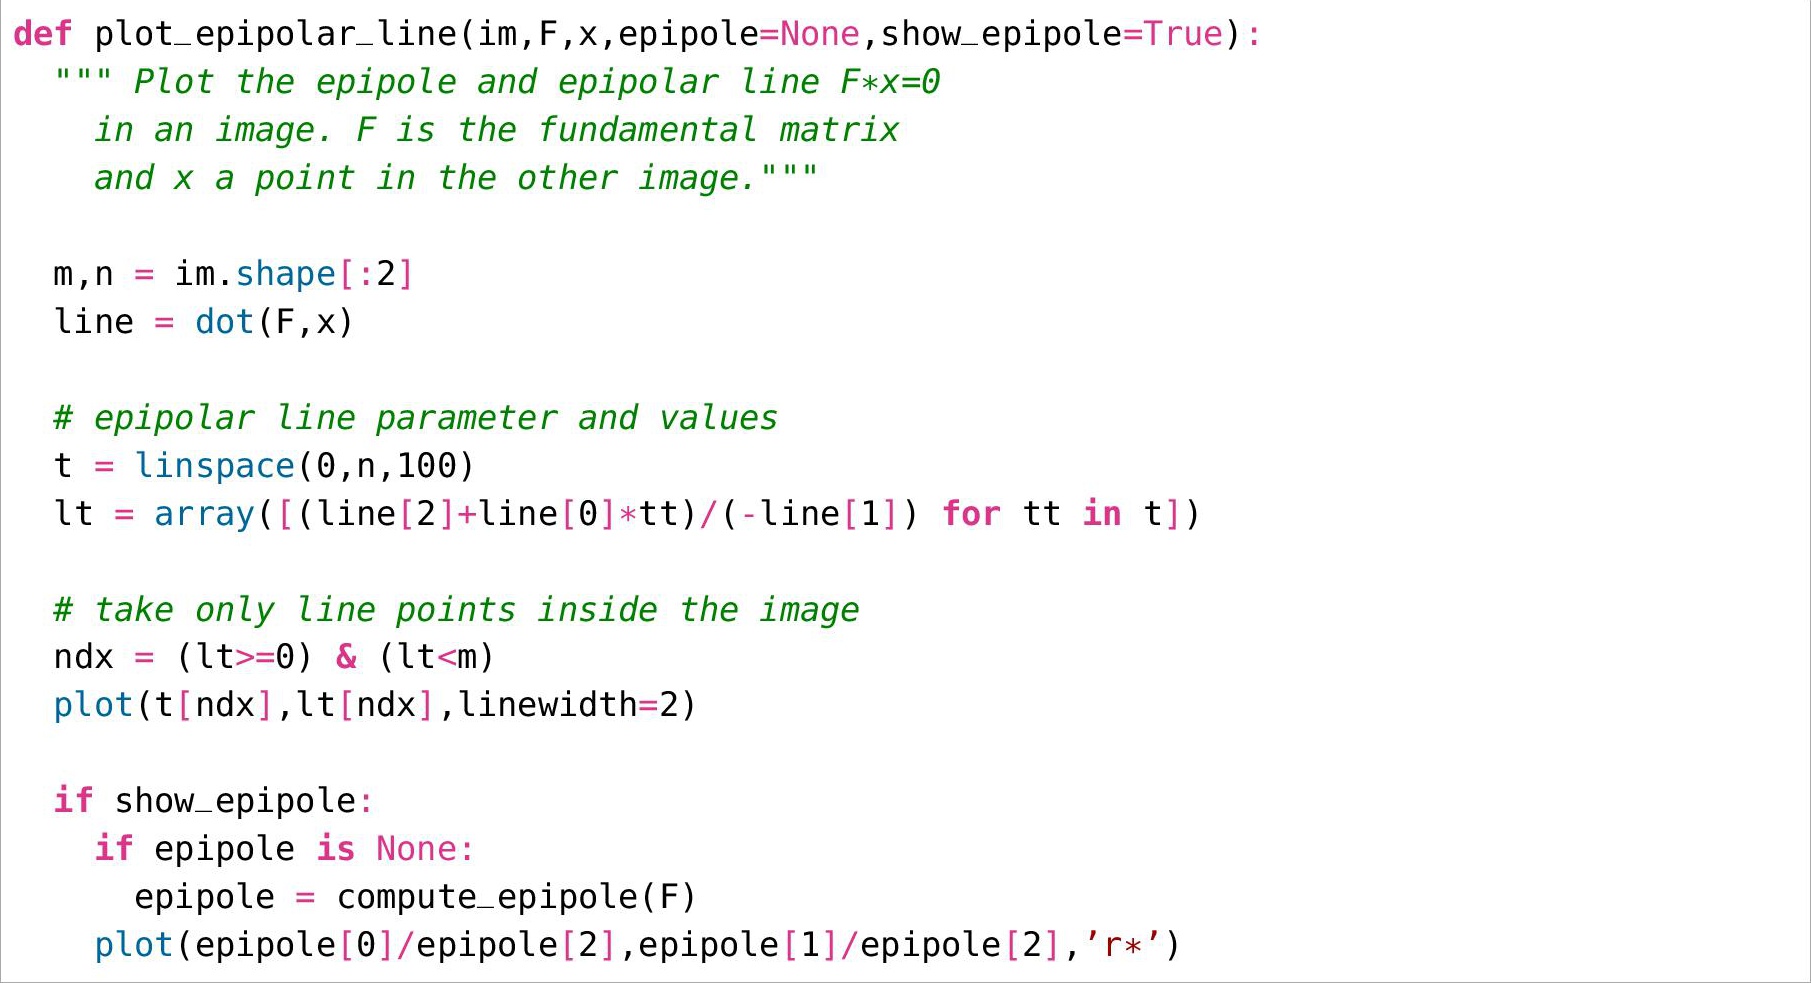 def plot_epipolar_line(im,F,x,epipole=None,show_epipole=True):
  """ Plot the epipole and epipolar line F*x=0
    in an image. F is the fundamental matrix
    and x a point in the other image."""

  m,n = im.shape[:2]
  line = dot(F,x)

  # epipolar line parameter and values
  t = linspace(0,n,100)
  lt = array([(line[2]+line[0]*tt)/(-line[1]) for tt in t])

  # take only line points inside the image
  ndx = (lt>=0) & (lt<m)
  plot(t[ndx],lt[ndx],linewidth=2)

  if show_epipole:
    if epipole is None:
      epipole = compute_epipole(F)
    plot(epipole[0]/epipole[2],epipole[1]/epipole[2],’r*’)